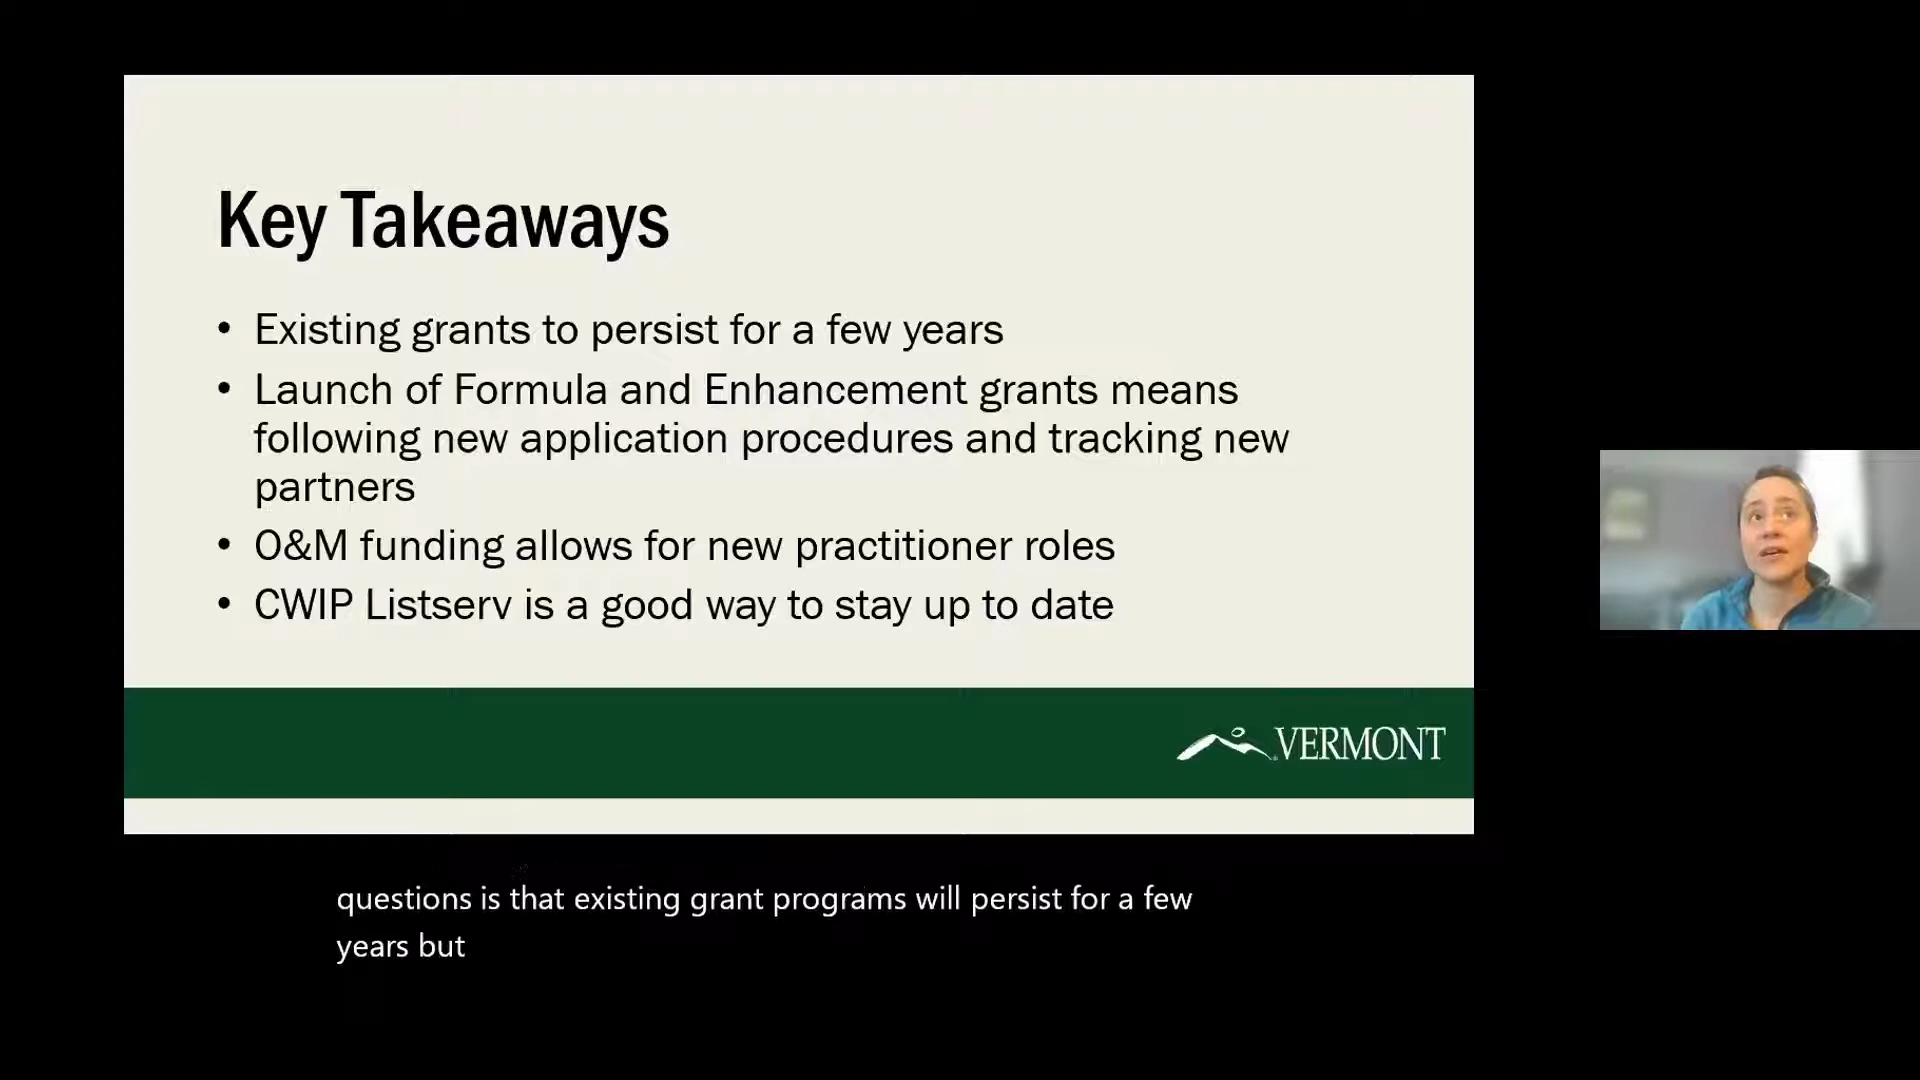 Key Takeaways
• Existing grants to persist for a few years
• Launch of Formula and Enhancement grants means
following new application procedures and tracking new
partners
• O&M funding allows for new practitioner roles
• CWIP Listserv is a good way to stay up to date
VERMONT
questions is that existing grant programs will persist for a few
years but